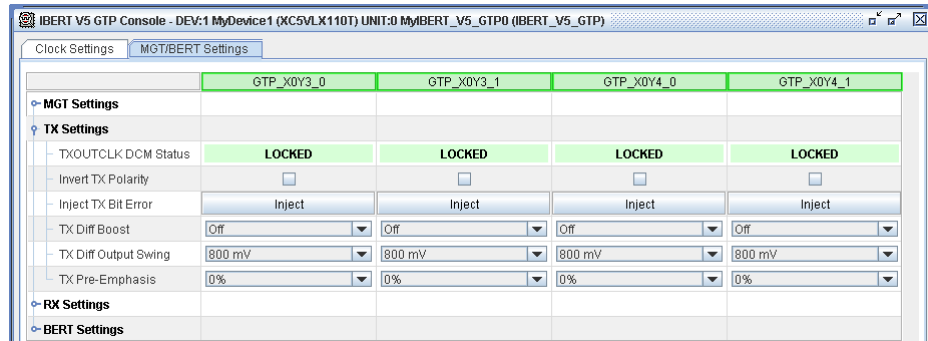 IBERT V5 GTP Console - DEV:1 MyDevice1 (XC5VLX110T) UNIT:0 MyIBERT_V5_GTP0 (IBERT_V5_GTP)
Clock Settings MGT/BERT Settings
GTP_X0Y3_0 GTP_X0Y3_1 GTP_X0Y4_0 GTP_X0Y4_1
MGT Settings
TX Settings
TXOUTCLK DCM Status LOCKED LOCKED LOCKED LOCKED
Invert TX Polarity
Inject TX Bit Error Inject Inject Inject Inject
TX Diff Boost Off Off Off Off
TX Diff Output Swing 800 mV 800 mV 800 mV 800 mV
TX Pre-Emphasis 0% 0% 0% 0%
RX Settings
BERT Settings